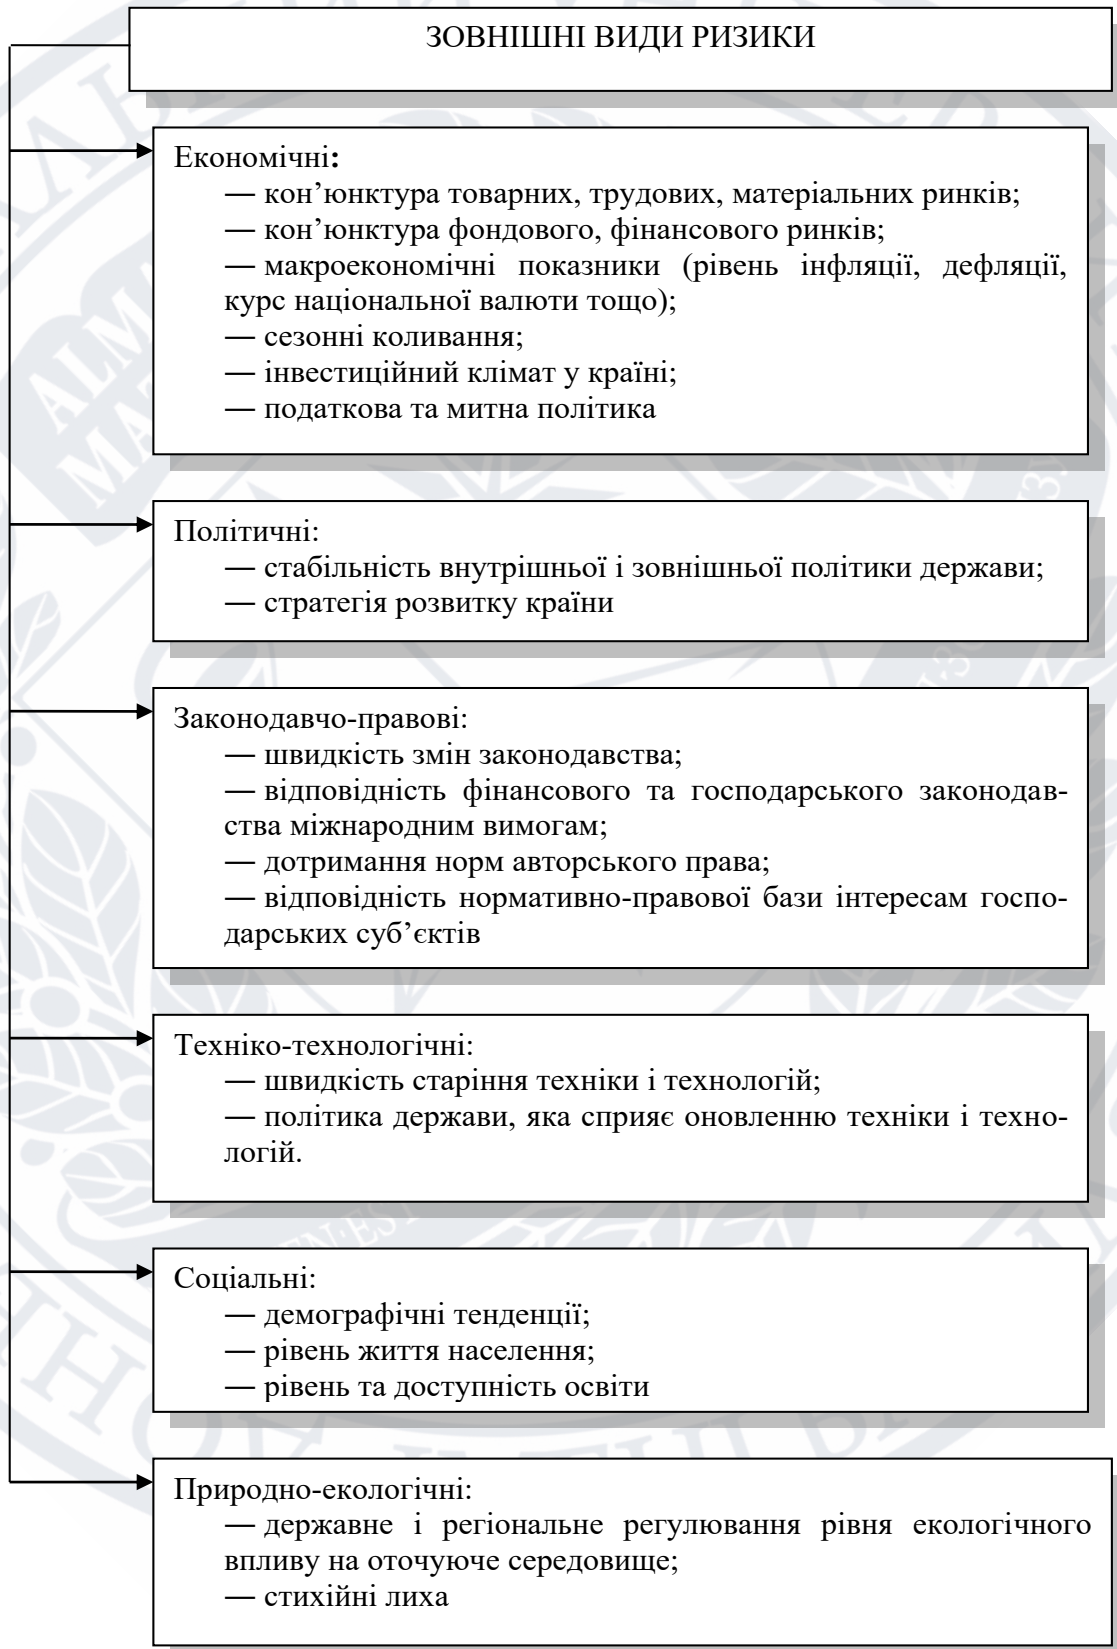 ЗОВНІШНІ ВИДИ РИЗИКИ
Економічні:
— кон’юнктура товарних, трудових, матеріальних ринків;
— кон’юнктура фондового, фінансового ринків;
— макроекономічні показники (рівень інфляції, дефляції,
курс національної валюти тощо);
— сезонні коливання;
— інвестиційний клімат у країні;
— податкова та митна політика
Політичні:
— стабільність внутрішньої і зовнішньої політики держави;
— стратегія розвитку країни
Законодавчо-правові:
— швидкість змін законодавства;
— відповідність фінансового та господарського законодав-
ства міжнародним вимогам;
— дотримання норм авторського права;
— відповідність нормативно-правової бази інтересам госпо-
дарських суб’єктів
Техніко-технологічні:
— швидкість старіння техніки і технологій;
— політика держави, яка сприяє оновленню техніки і техно-
логій.
Соціальні:
— демографічні тенденції;
— рівень життя населення;
— рівень та доступність освіти
Природно-екологічні:
— державне і регіональне регулювання рівня екологічного
впливу на оточуюче середовище;
— стихійні лиха